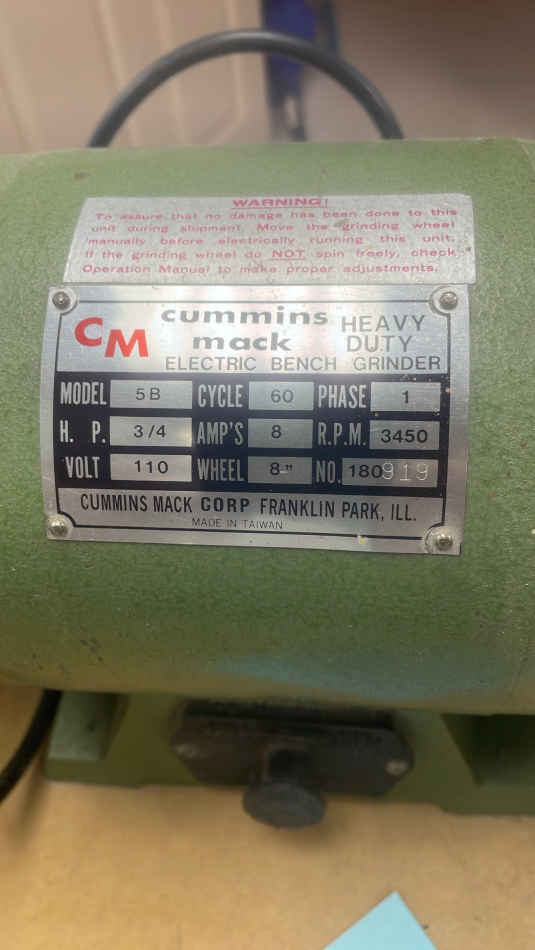 WARNING!
To assure that no damage has been done to this
unit during shipment. Move the grinding wheel
manually before electrically running this unit.
If the grinding wheel do NOT spin freely, check
Operation Manual to make proper adjustments.
CM cummins HEAVY
mack DUTY
ELECTRIC BENCH GRINDER
MODEL 5B CYCLE 60 PHASE 1
H. P. 3/4 AMP'S 8 R.P.M. 3450
VOLT 110 WHEEL 8" NO. 180919
CUMMINS MACK CORP FRANKLIN PARK, ILL.
MADE IN TAIWAN